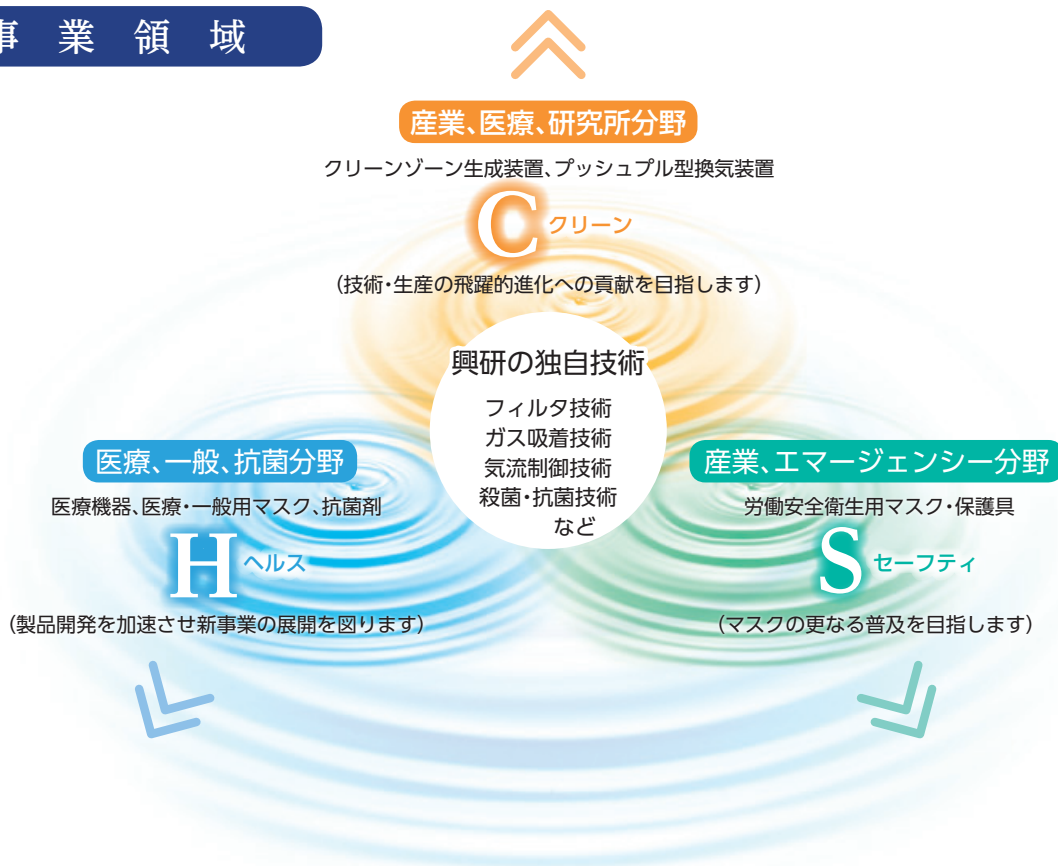 事業領域
産業、医療、研究所分野
クリーンゾーン生成装置、プッシュプル型換気装置
C クリーン
（技術・生産の飛躍的進化への貢献を目指します）
興研の独自技術
フィルタ技術
ガス吸着技術
気流制御技術
殺菌・抗菌技術
など
医療、一般、抗菌分野
医療機器、医療・一般用マスク、抗菌剤
H ヘルス
（製品開発を加速させ新事業の展開を図ります）
産業、エマージェンシー分野
労働安全衛生用マスク・保護具
S セーフティ
（マスクの更なる普及を目指します）